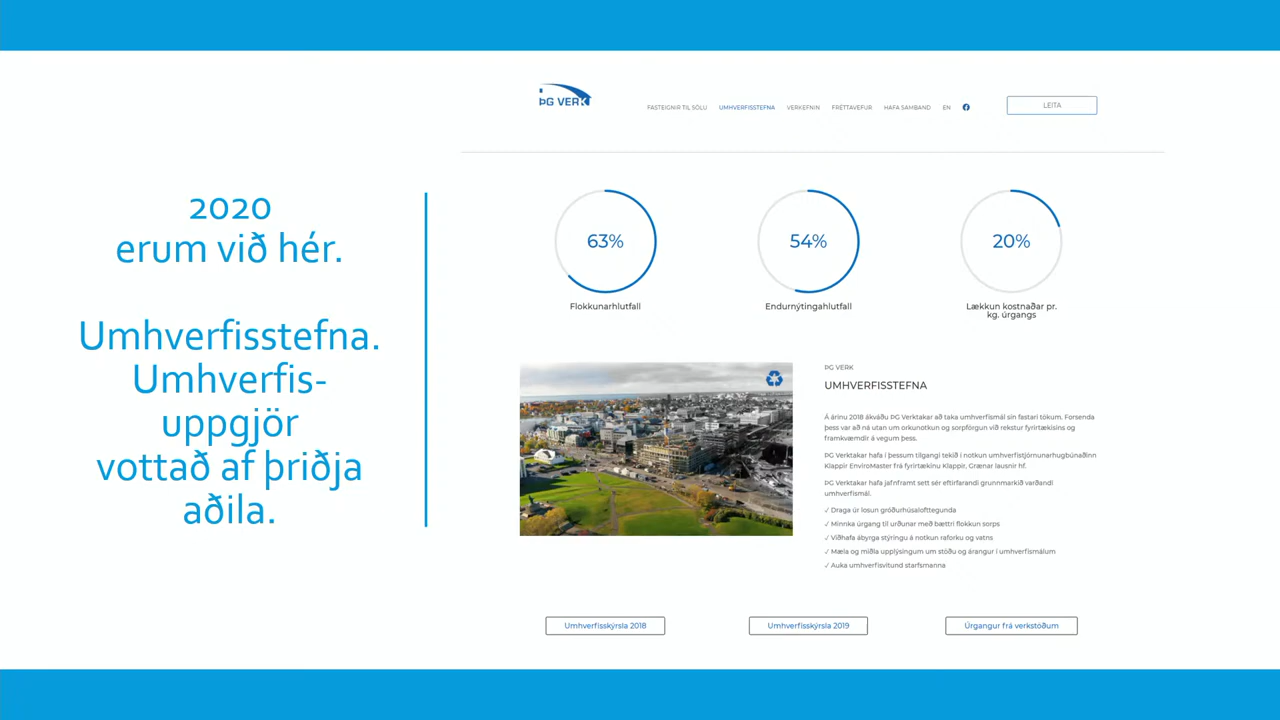 2020
erum við hér.
Umhverfisstefna.
Umhverfis-
uppgjör
vottað af þriðja
aðila.
ÞG VERK
FASTEIGNIR TIL SÖLU UMHVERFISSTEFNA VERKEFNIN FRÉTTAVEFUR HAFA SAMBAND EN LEITA
63% 54% 20%
Flokkunarhlutfall Endurnýtingahlutfall Lækkun kostnaðar pr.
kg. úrgangs
ÞG VERK
UMHVERFISSTEFNA
Á árinu 2018 ákváðu ÞG Verktakar að taka umhverfismál sín fastari tökum. Forsenda
þess var að ná utan um orkunotkun og sorpförgun við rekstur fyrirtækisins og
framkvæmdir á vegum þess.
ÞG Verktakar hafa í þessum tilgangi tekið í notkun umhverfistjórnunarhugbúnaðinn
Klappir EnviroMaster frá fyrirtækinu Klappir, Grænar lausnir hf.
ÞG Verktakar hafa jafnframt sett sér eftirfarandi grunnmarkið varðandi
umhverfismál.
✓ Draga úr losun gróðurhúsalofttegunda
✓ Minnka úrgang til urðunar með bættri flokkun sorps
✓ Viðhafa ábyrga stýringu á notkun raforku og vatns
✓ Mæla og miðla upplýsingum um stöðu og árangur í umhverfismálum
✓ Auka umhverfisvitund starfsmanna
Umhverfisskýrsla 2018 Umhverfisskýrsla 2019 Úrgangur frá verkstöðum